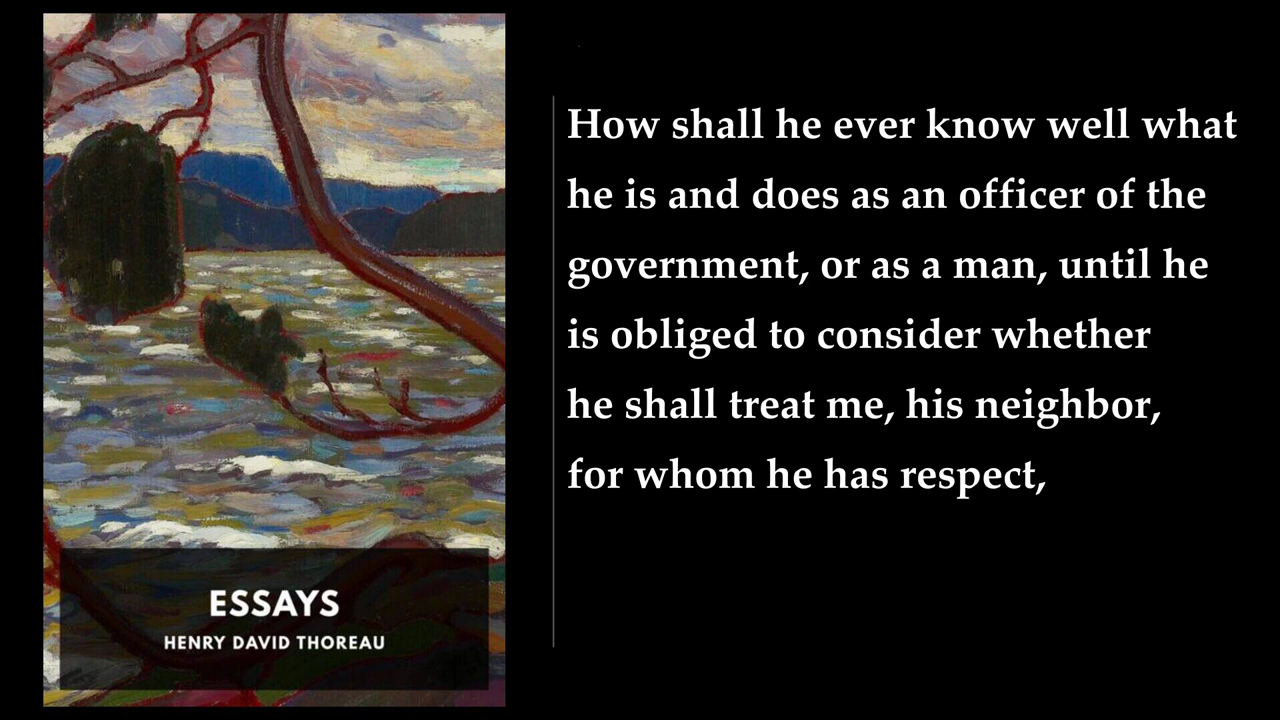 ESSAYS
HENRY DAVID THOREAU
How shall he ever know well what
he is and does as an officer of the
government, or as a man, until he
is obliged to consider whether
he shall treat me, his neighbor,
for whom he has respect,